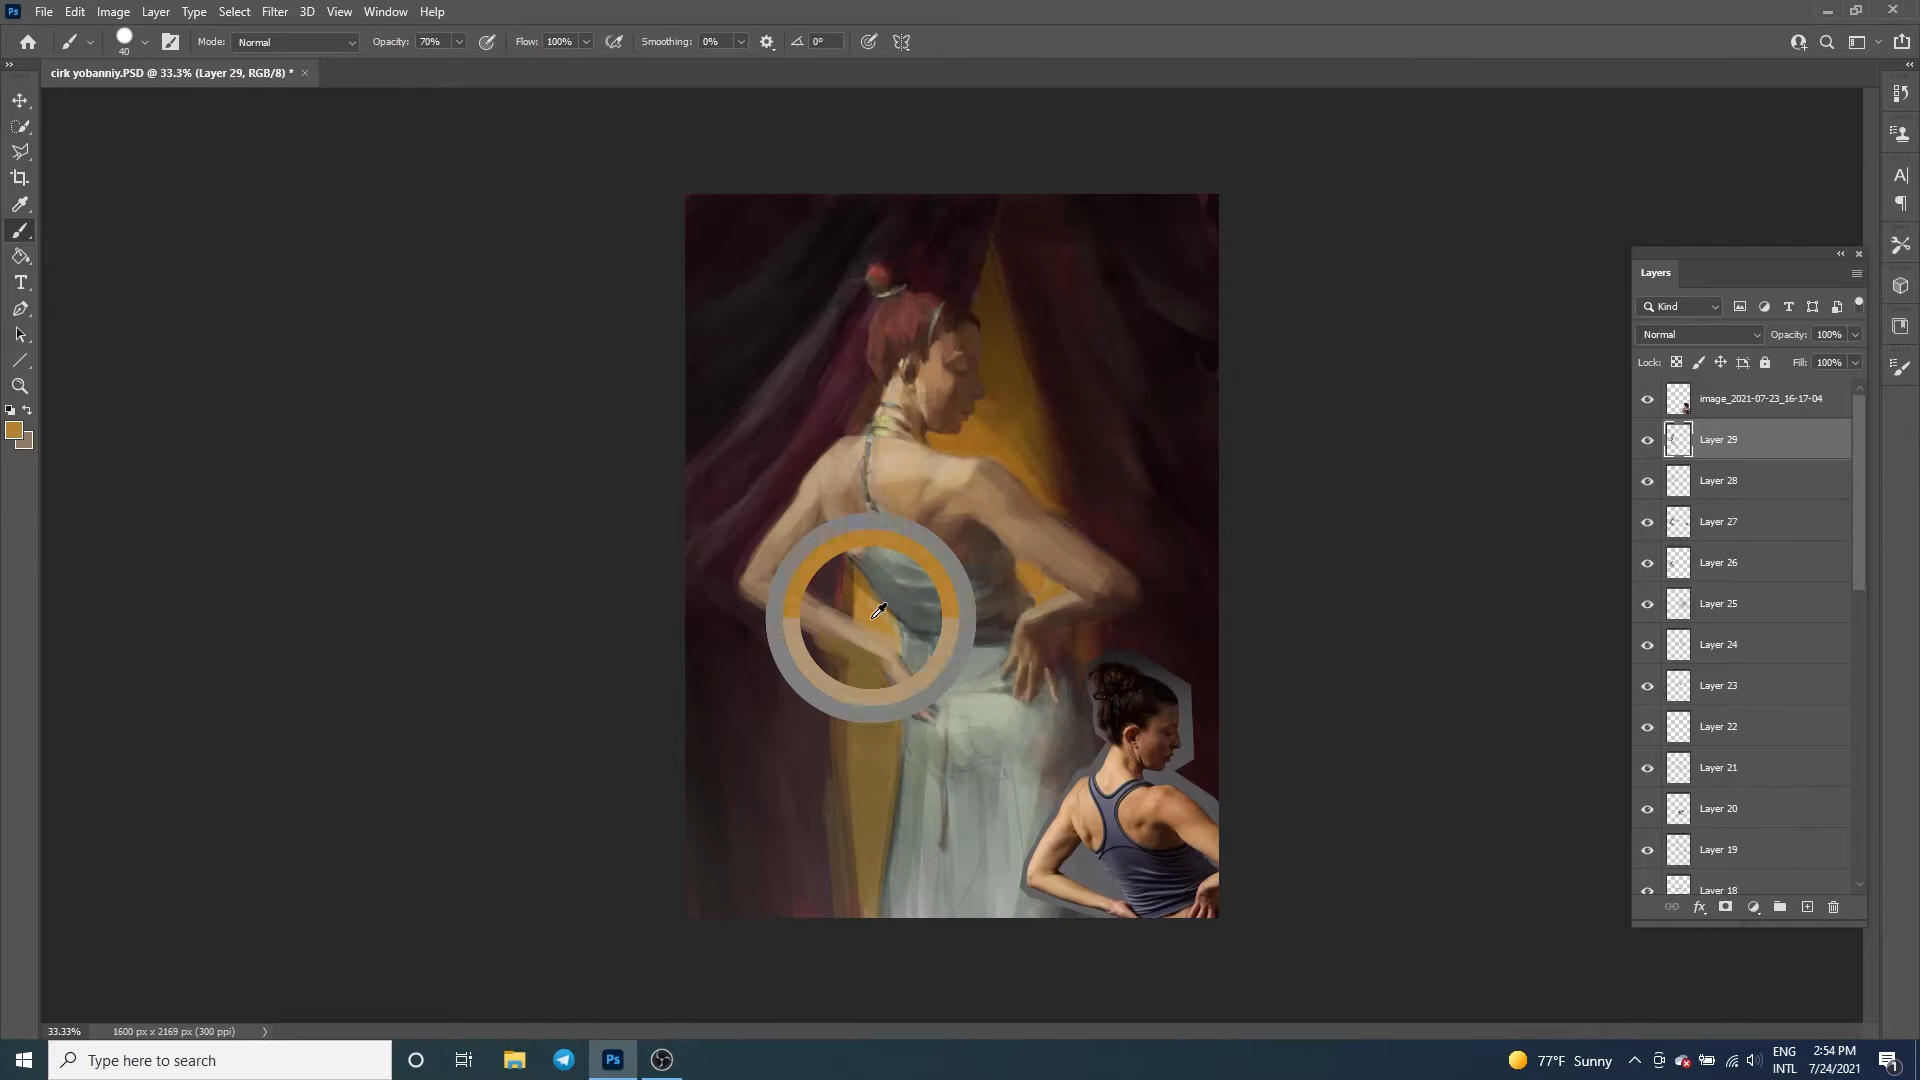 Ps File Edit Image Layer Type Select Filter 3D View Window Help
40 Mode: Normal Opacity: 70% Flow: 100% Smoothing: 0% 0°
cirk yobanniy.PSD @ 33.3% (Layer 29, RGB/8) * ×
Layers
Kind
Normal Opacity: 100%
Lock: Fill: 100%
image_2021-07-23_16-17-04
Layer 29
Layer 28
Layer 27
Layer 26
Layer 25
Layer 24
Layer 23
Layer 22
Layer 21
Layer 20
Layer 19
Layer 18
33.33% 1600 px x 2169 px (300 ppi)
Type here to search Ps 77°F Sunny ENG 2:54 PM
INTL 7/24/2021 1